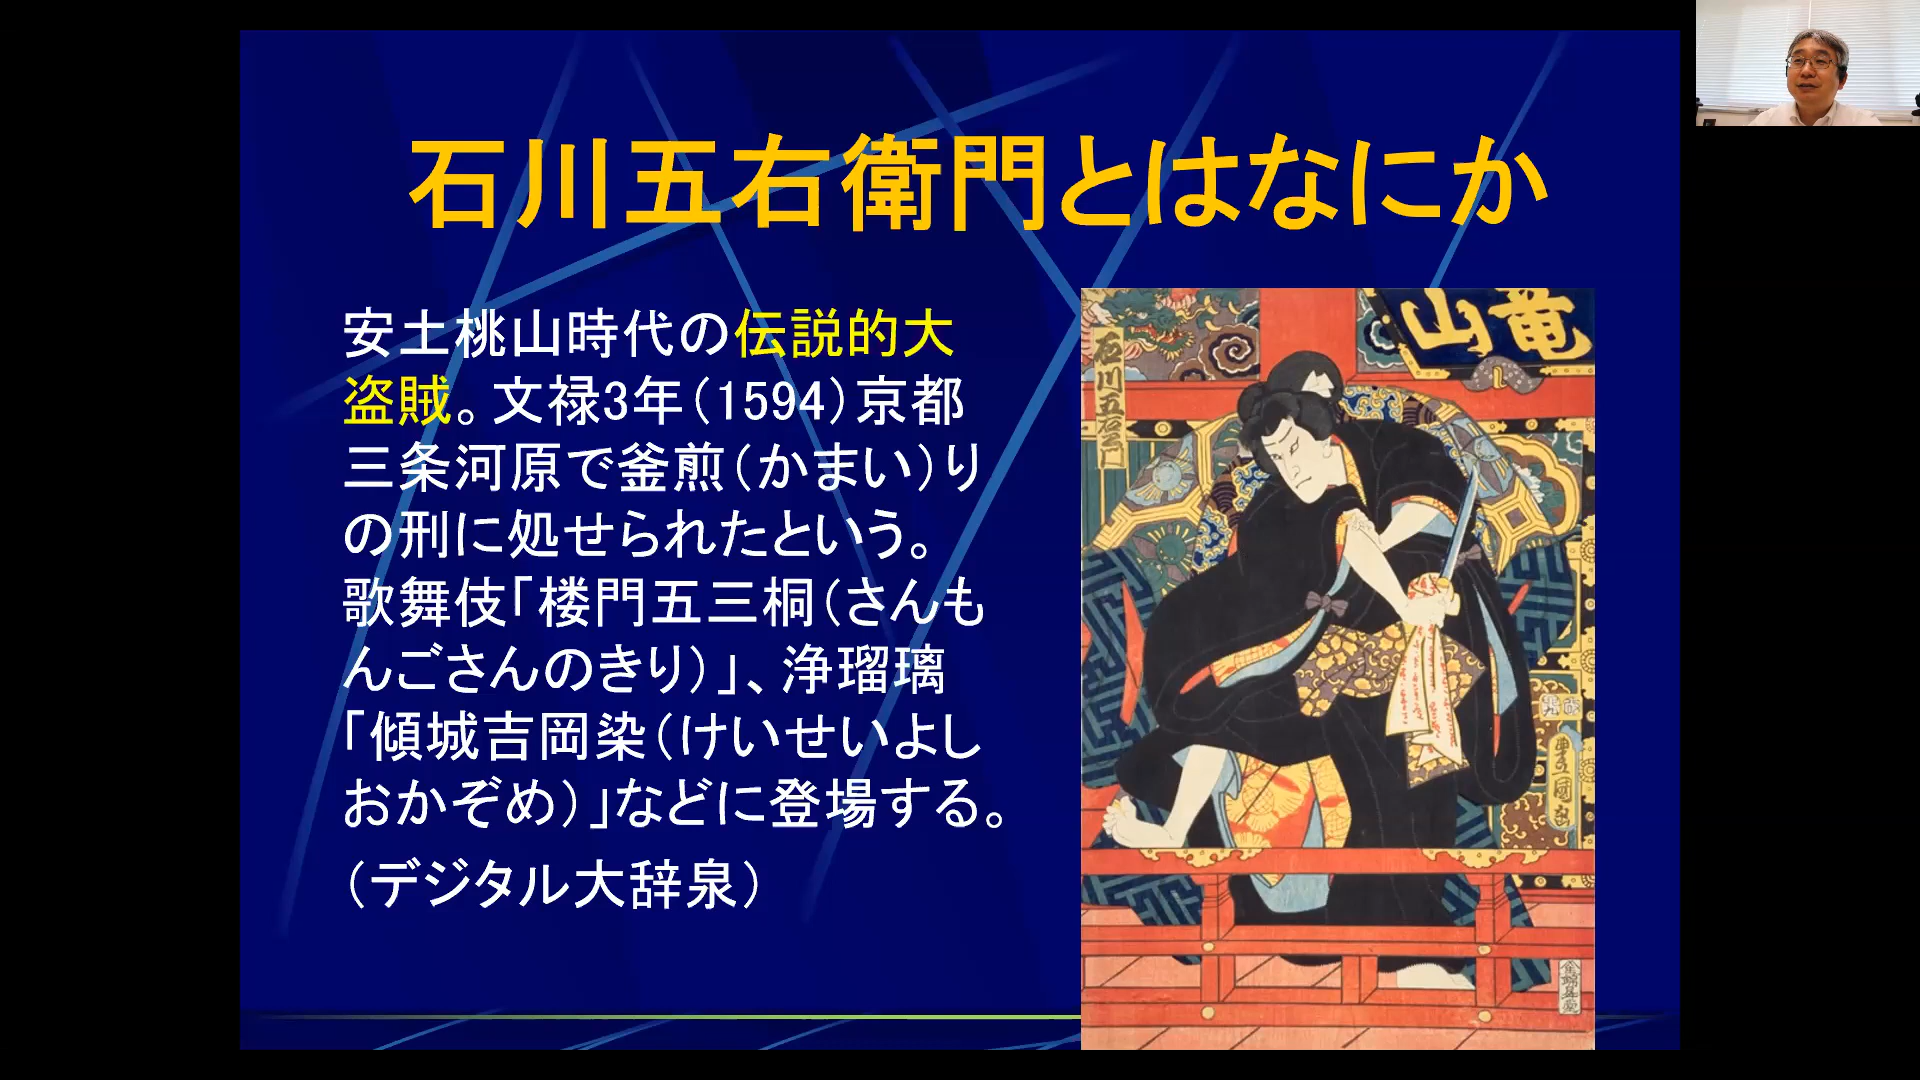 石川五右衛門とはなにか
安土桃山時代の伝説的大
盗賊。文禄3年（1594）京都
三条河原で釜煎（かまい）り
の刑に処せられたという。
歌舞伎「楼門五三桐（さんも
んごさんのきり）」、浄瑠璃
「傾城吉岡染（けいせいよし
おかぞめ）」などに登場する。
（デジタル大辞泉）
山竜
石川五右衛門
豊国画